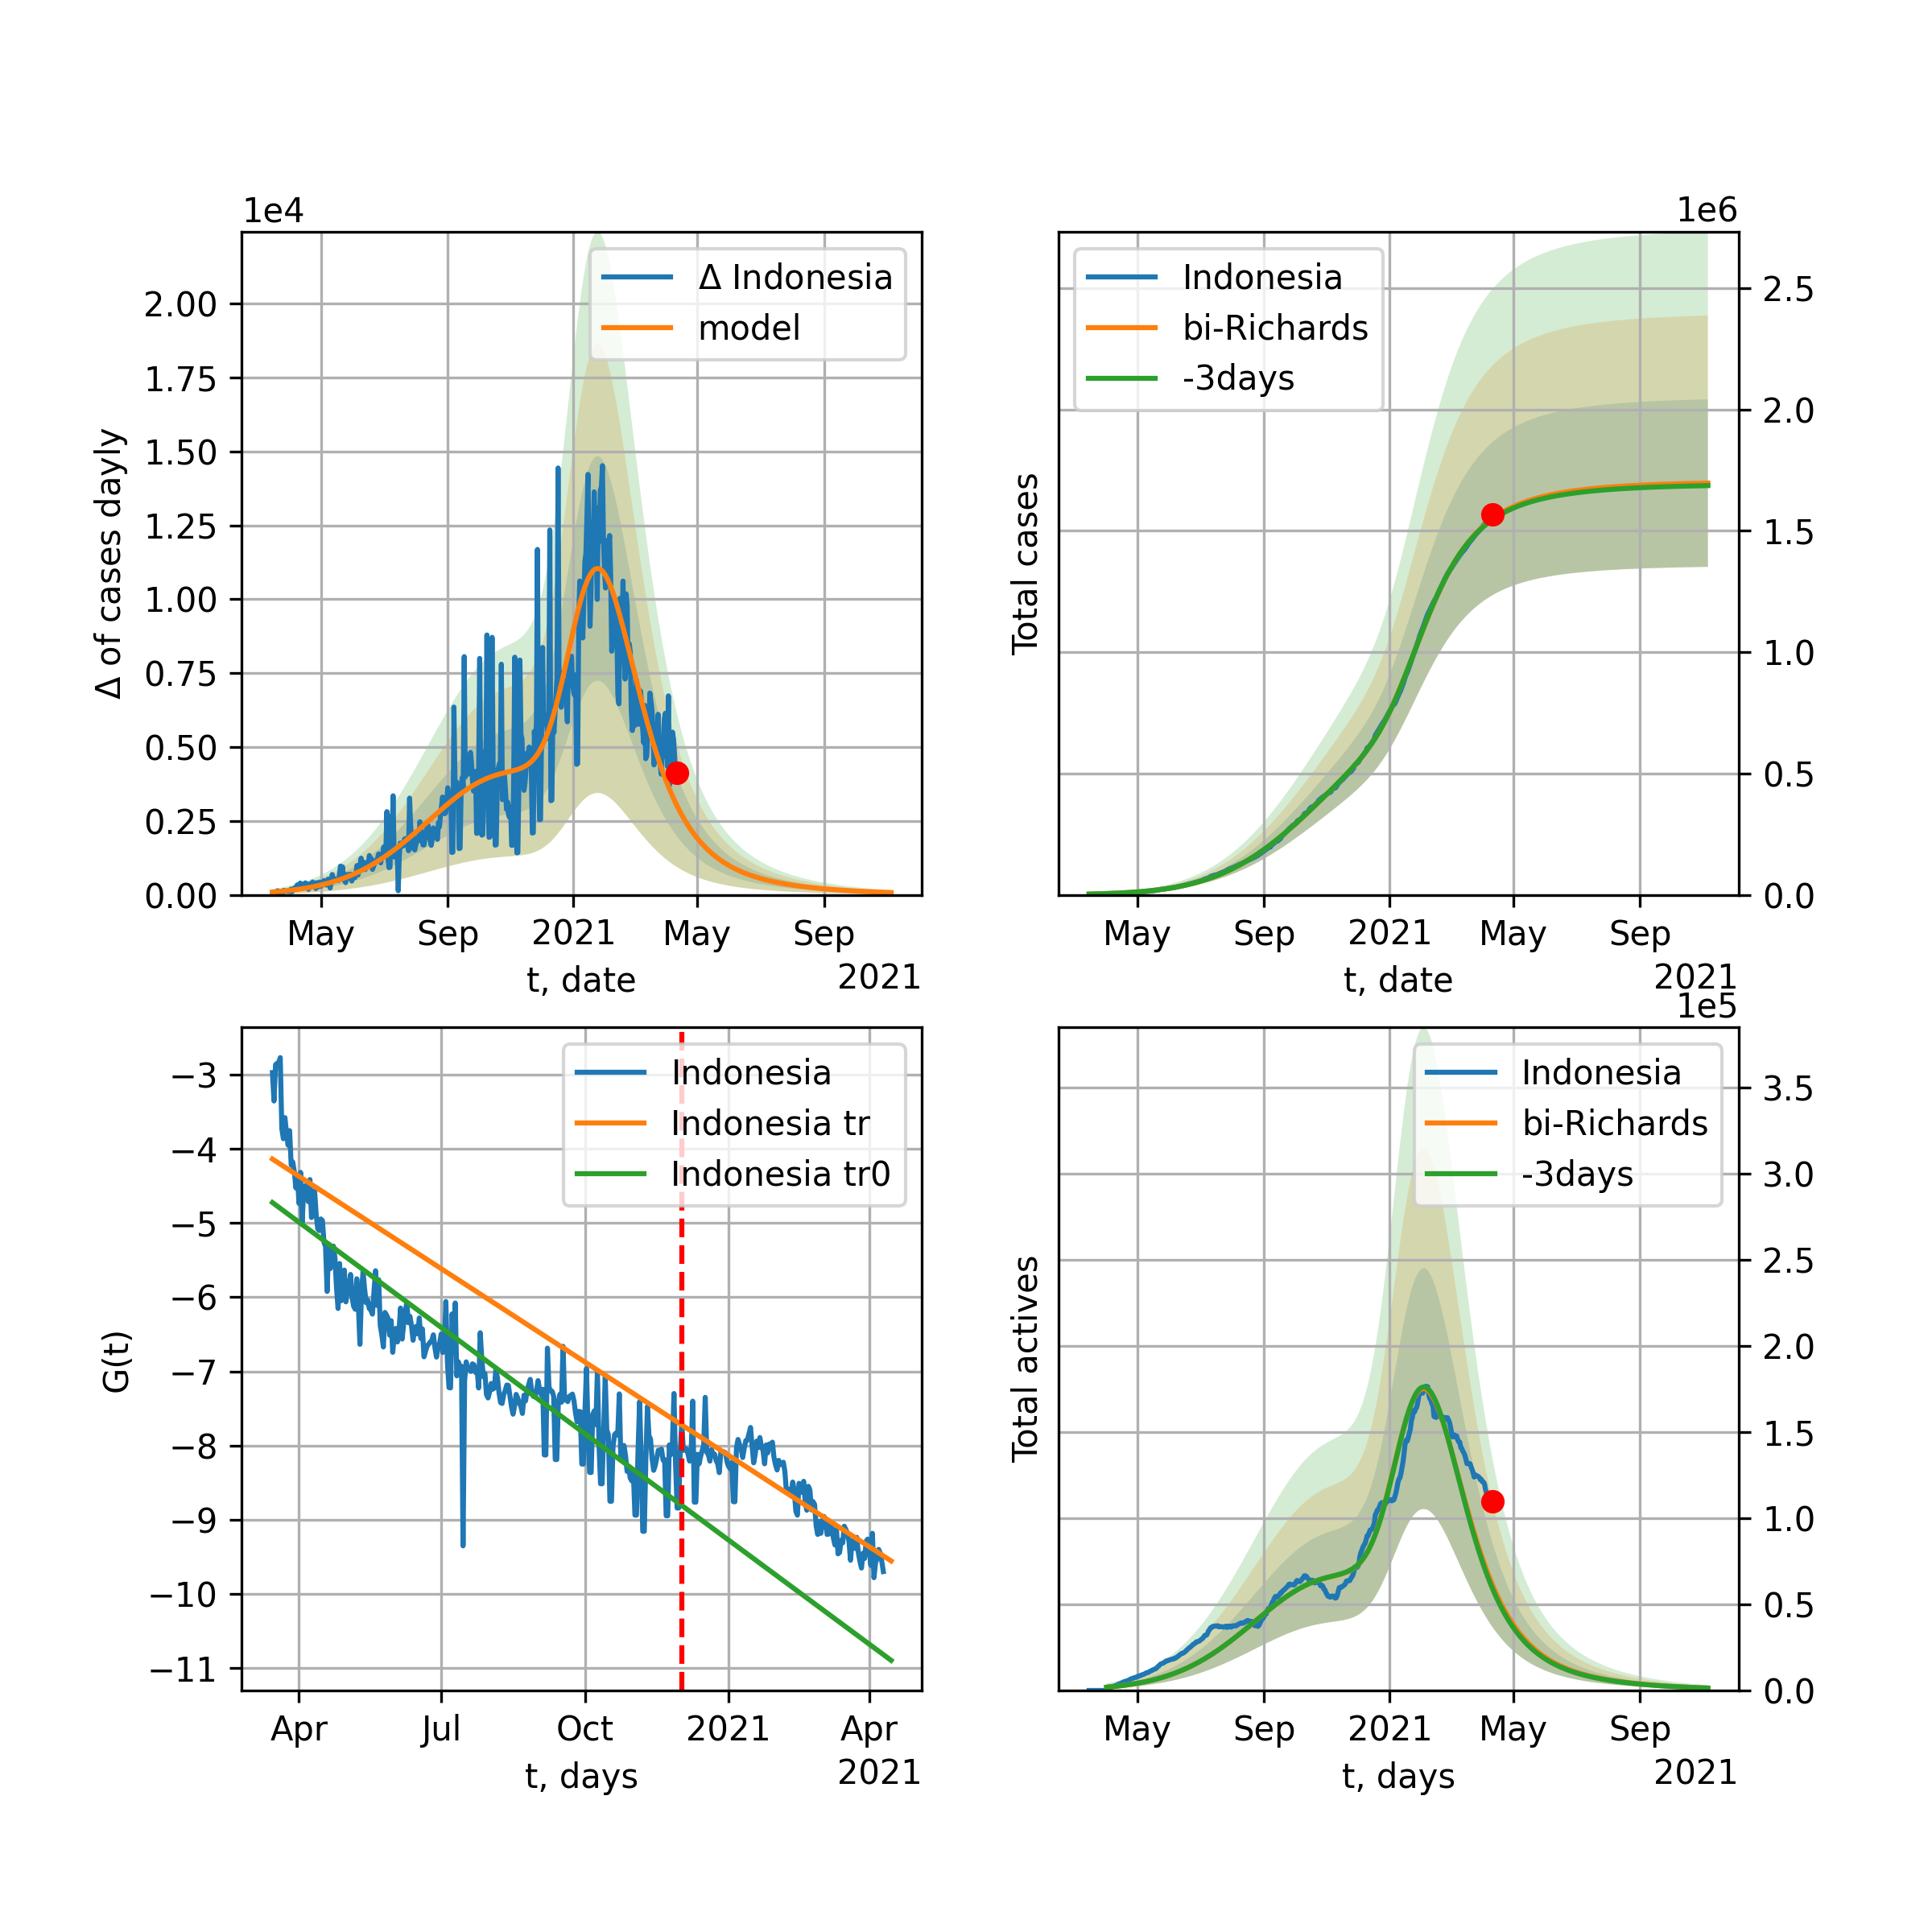 1e4
Δ of cases dayly
2.00
1.75
1.50
1.25
1.00
0.75
0.50
0.25
0.00
Δ Indonesia
model
May Sep 2021 May Sep
t, date
2021
1e6
Total cases
Indonesia
bi-Richards
-3days
2.5
2.0
1.5
1.0
0.5
0.0
May Sep 2021 May Sep
t, date
2021
G(t)
−3
−4
−5
−6
−7
−8
−9
−10
−11
Indonesia
Indonesia tr
Indonesia tr0
Apr Jul Oct 2021 Apr
t, days
2021
1e5
Total actives
Indonesia
bi-Richards
-3days
3.5
3.0
2.5
2.0
1.5
1.0
0.5
0.0
May Sep 2021 May Sep
t, days
2021